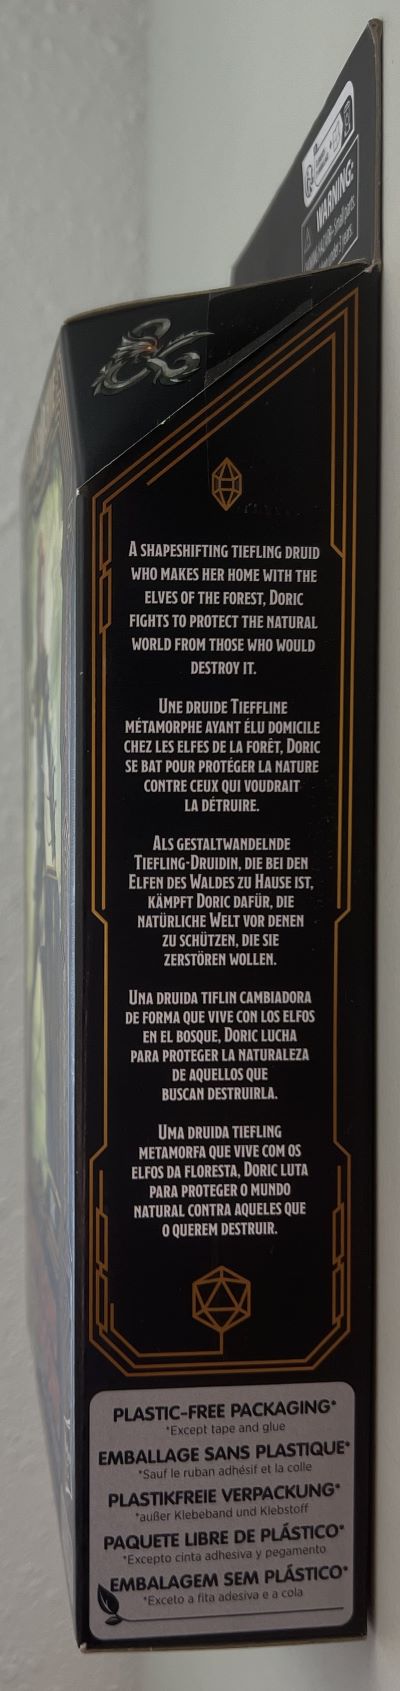 WARNING:
A SHAPESHIFTING TIEFLING DRUID
WHO MAKES HER HOME WITH THE
ELVES OF THE FOREST, DORIC
FIGHTS TO PROTECT THE NATURAL
WORLD FROM THOSE WHO WOULD
DESTROY IT.
UNE DRUIDE TIEFFLINE
MÉTAMORPHE AYANT ÉLU DOMICILE
CHEZ LES ELFES DE LA FORÊT, DORIC
SE BAT POUR PROTÉGER LA NATURE
CONTRE CEUX QUI VOUDRAIT
LA DÉTRUIRE.
ALS GESTALTWANDELNDE
TIEFLING-DRUIDIN, DIE BEI DEN
ELFEN DES WALDES ZU HAUSE IST,
KÄMPFT DORIC DAFÜR, DIE
NATÜRLICHE WELT VOR DENEN
ZU SCHÜTZEN, DIE SIE
ZERSTÖREN WOLLEN.
UNA DRUIDA TIFLIN CAMBIADORA
DE FORMA QUE VIVE CON LOS ELFOS
EN EL BOSQUE, DORIC LUCHA
PARA PROTEGER LA NATURALEZA
DE AQUELLOS QUE
BUSCAN DESTRUIRLA.
UMA DRUIDA TIEFLING
METAMORFA QUE VIVE COM OS
ELFOS DA FLORESTA, DORIC LUTA
PARA PROTEGER O MUNDO
NATURAL CONTRA AQUELES QUE
O QUEREM DESTRUIR.
PLASTIC-FREE PACKAGING*
*Except tape and glue
EMBALLAGE SANS PLASTIQUE*
*Sauf le ruban adhésif et la colle
PLASTIKFREIE VERPACKUNG*
*außer Klebeband und Klebstoff
PAQUETE LIBRE DE PLÁSTICO*
*Excepto cinta adhesiva y pegamento
EMBALAGEM SEM PLÁSTICO*
*Exceto a fita adesiva e a cola